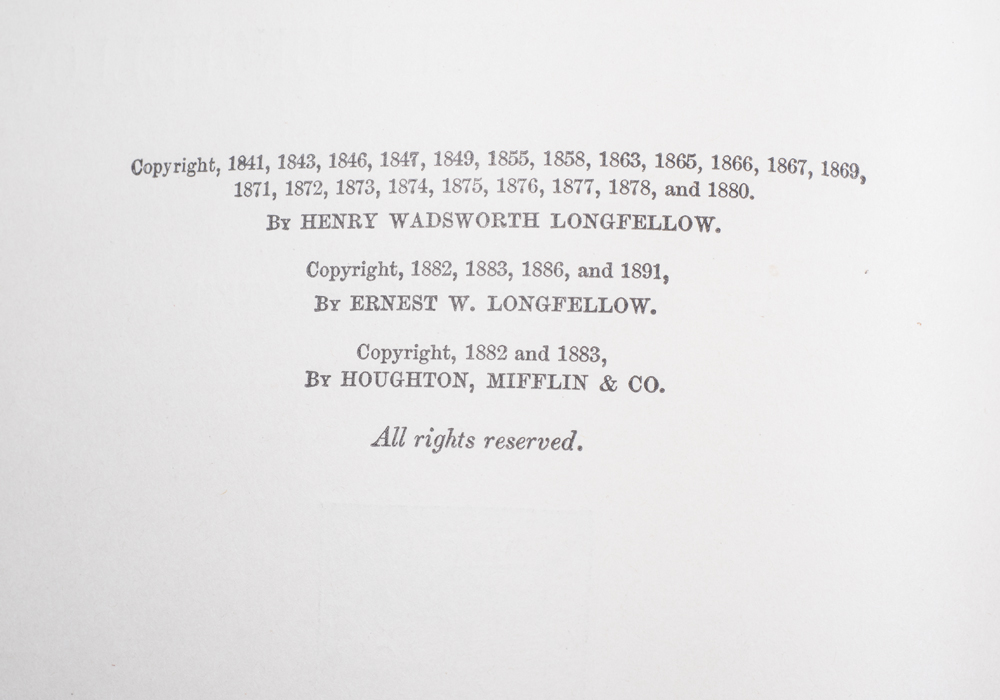 Copyright, 1841, 1843, 1846, 1847, 1849, 1855, 1858, 1863, 1865, 1866, 1867, 1869,
1871, 1872, 1873, 1874, 1875, 1876, 1877, 1878, and 1880.
By HENRY WADSWORTH LONGFELLOW.
Copyright, 1882, 1883, 1886, and 1891,
By ERNEST W. LONGFELLOW.
Copyright, 1882 and 1883,
By HOUGHTON, MIFFLIN & CO.
All rights reserved.